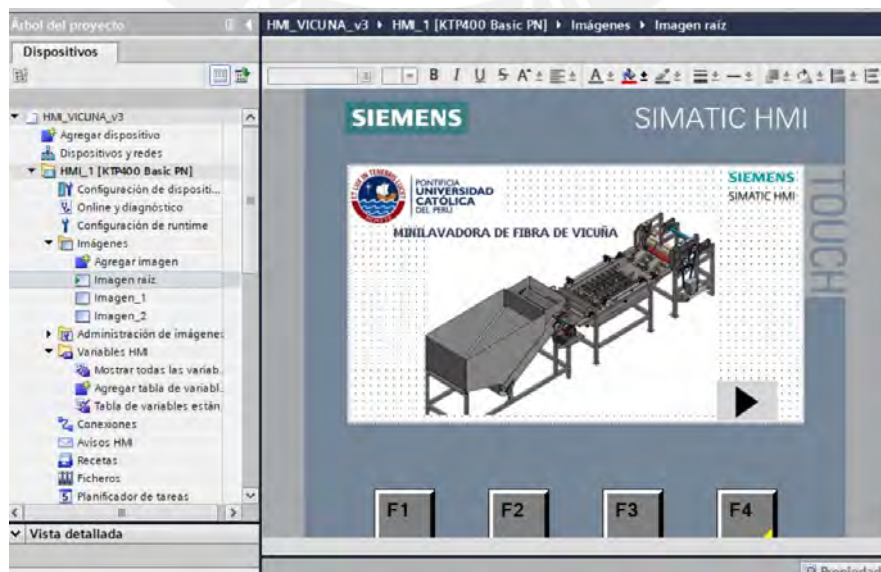 Árbol del proyecto
HMI_VICUNA_v3 ▸ HMI_1 [KTP400 Basic PN] ▸ Imágenes ▸ Imagen raíz
Dispositivos
B I U S A
HMI_VICUNA_v3
Agregar dispositivo
Dispositivos y redes
HMI_1 [KTP400 Basic PN]
Configuración de dispositi...
Online y diagnóstico
Configuración de runtime
Imágenes
Agregar imagen
Imagen raíz
Imagen_1
Imagen_2
Administración de imágene
Variables HMI
Mostrar todas las variab.
Agregar tabla de variabl.
Tabla de variables están
Conexiones
Avisos HMI
Recetas
Ficheros
Planificador de tareas
Vista detallada
SIEMENS
SIMATIC HMI
TOUCH
PONTIFICIA
UNIVERSIDAD
CATÓLICA
DEL PERÚ
SIEMENS
SIMATIC HMI
MINILAVADORA DE FIBRA DE VICUÑA
F1 F2 F3 F4